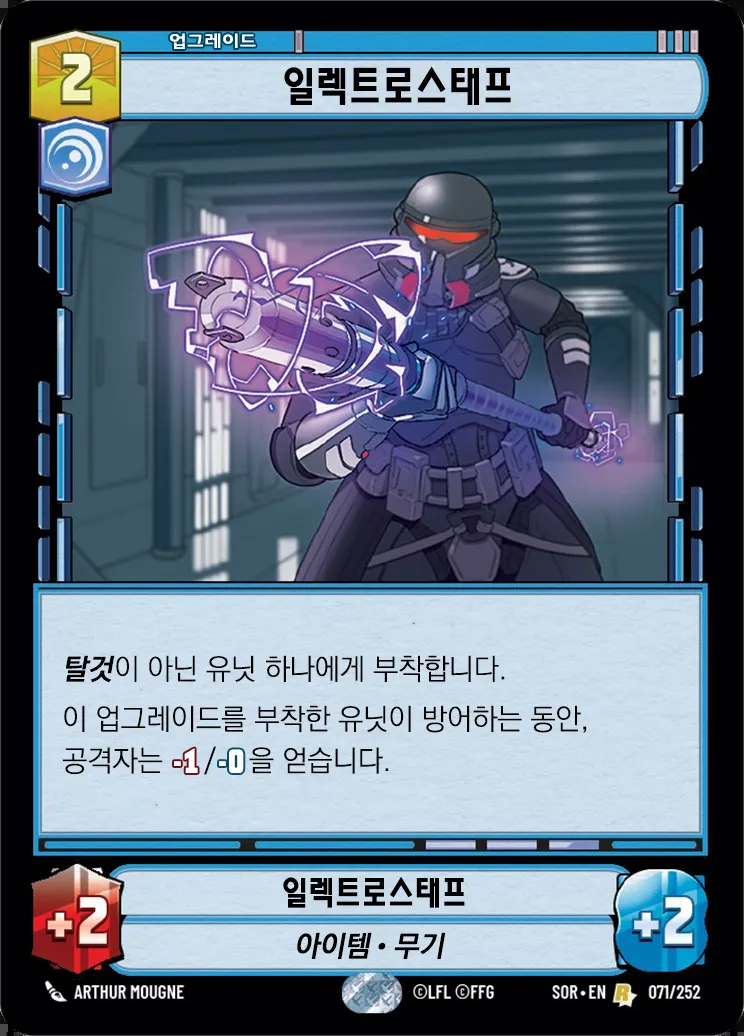 업그레이드
2
일렉트로스태프
탈것이 아닌 유닛 하나에게 부착합니다.
이 업그레이드를 부착한 유닛이 방어하는 동안,
공격자는 -1/-0을 얻습니다.
+2
일렉트로스태프
+2
아이템 • 무기
ARTHUR MOUGNE
©LFL ©FFG
SOR • EN R 071/252